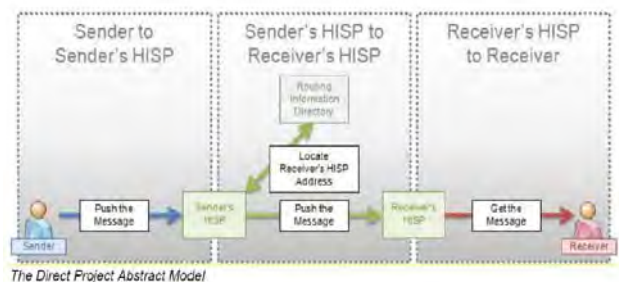 Sender to
Sender's HISP
Sender's HISP to
Receiver's HISP
Receiver's HISP
to Receiver
Routing
Information
Directory
Locate
Receiver's HISP
Address
Push the
Message
Sender's
HISP
Push the
Message
Receiver's
HISP
Get the
Message
Sender
Receiver
The Direct Project Abstract Model